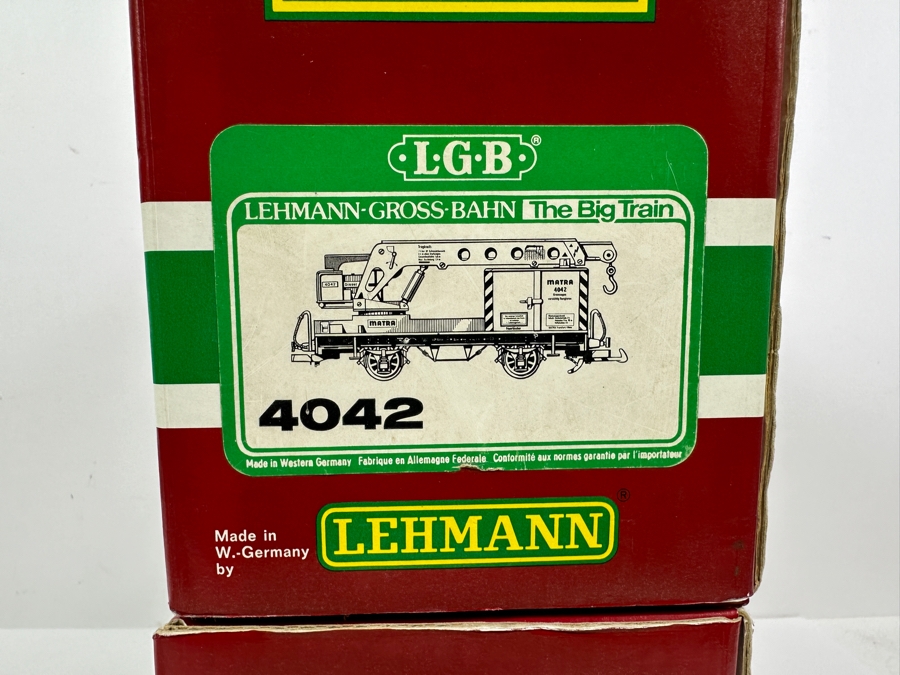 L·G·B®
LEHMANN-GROSS-BAHN The Big Train
MATRA
4042
4042
MATRA
4042
Made in Western Germany Fabrique en Allemagne Federale. Conformité aux normes garantie par l'importateur
Made in
W.-Germany
by
LEHMANN®